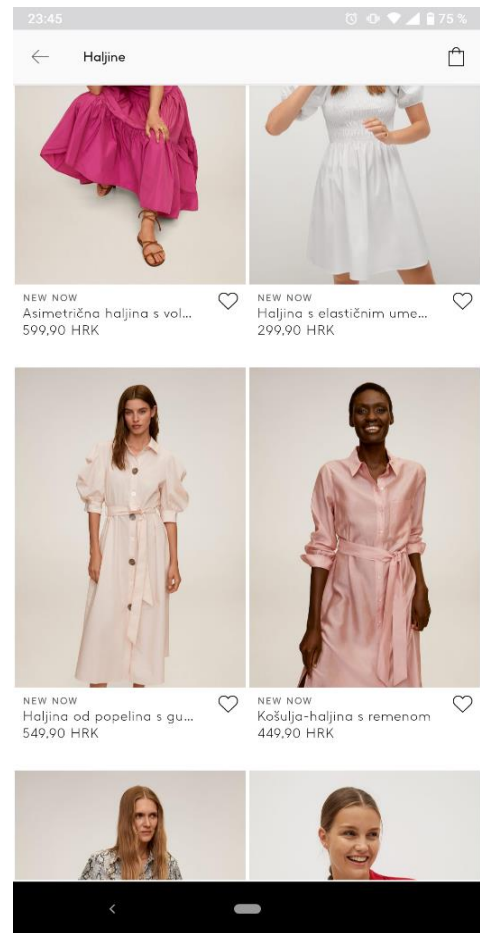 23:45
75 %
Haljine
NEW NOW
Asimetrična haljina s vol...
599,90 HRK
NEW NOW
Haljina s elastičnim ume...
299,90 HRK
NEW NOW
Haljina od popelina s gu...
549,90 HRK
NEW NOW
Košulja-haljina s remenom
449,90 HRK